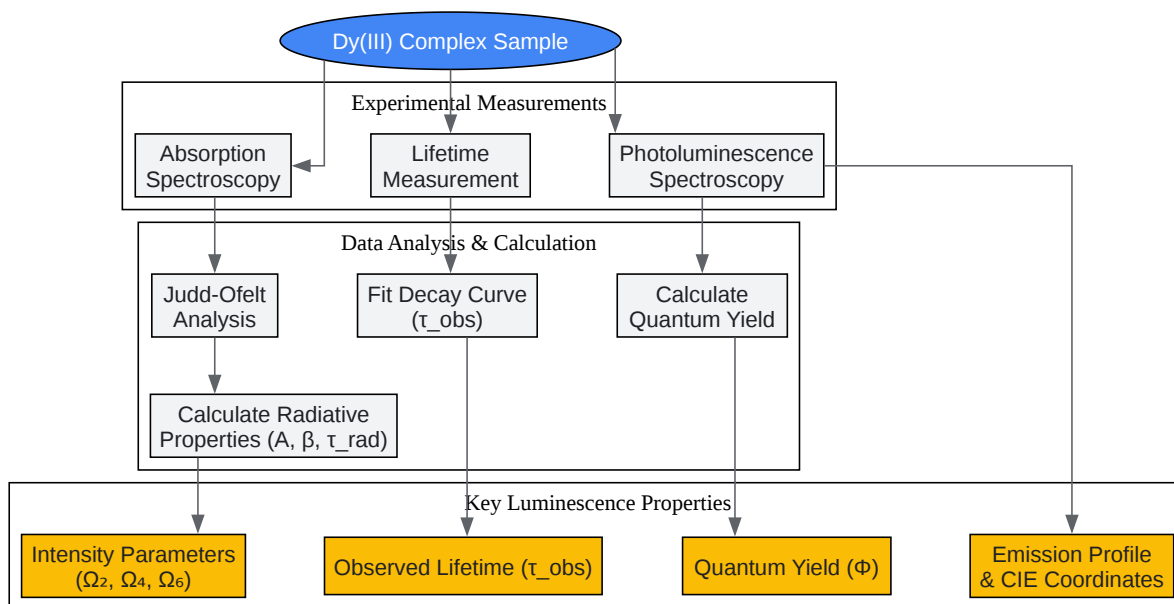 Dy(III) Complex Sample
Experimental Measurements
Absorption
Spectroscopy
Lifetime
Measurement
Photoluminescence
Spectroscopy
Data Analysis & Calculation
Judd-Ofelt
Analysis
Fit Decay Curve
(τ_obs)
Calculate
Quantum Yield
Calculate Radiative
Properties (A, β, τ_rad)
Key Luminescence Properties
Intensity Parameters
(Ω₂, Ω₄, Ω₆)
Observed Lifetime (τ_obs)
Quantum Yield (Φ)
Emission Profile
& CIE Coordinates